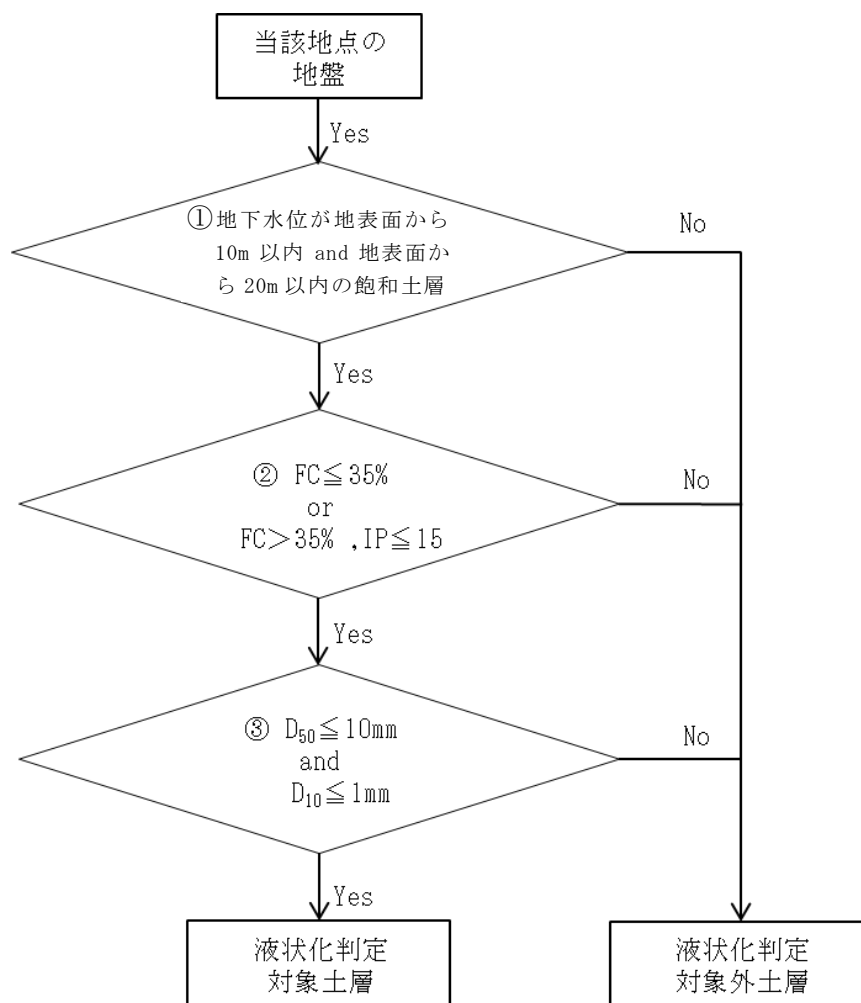 当該地点の
地盤
Yes
①地下水位が地表面から
10m 以内 and 地表面か
ら 20m 以内の飽和土層
No
Yes
② FC≦35%
or
FC>35% ,IP≦15
No
Yes
③ D50≦10mm
and
D10≦1mm
No
Yes
液状化判定
対象土層
液状化判定
対象外土層